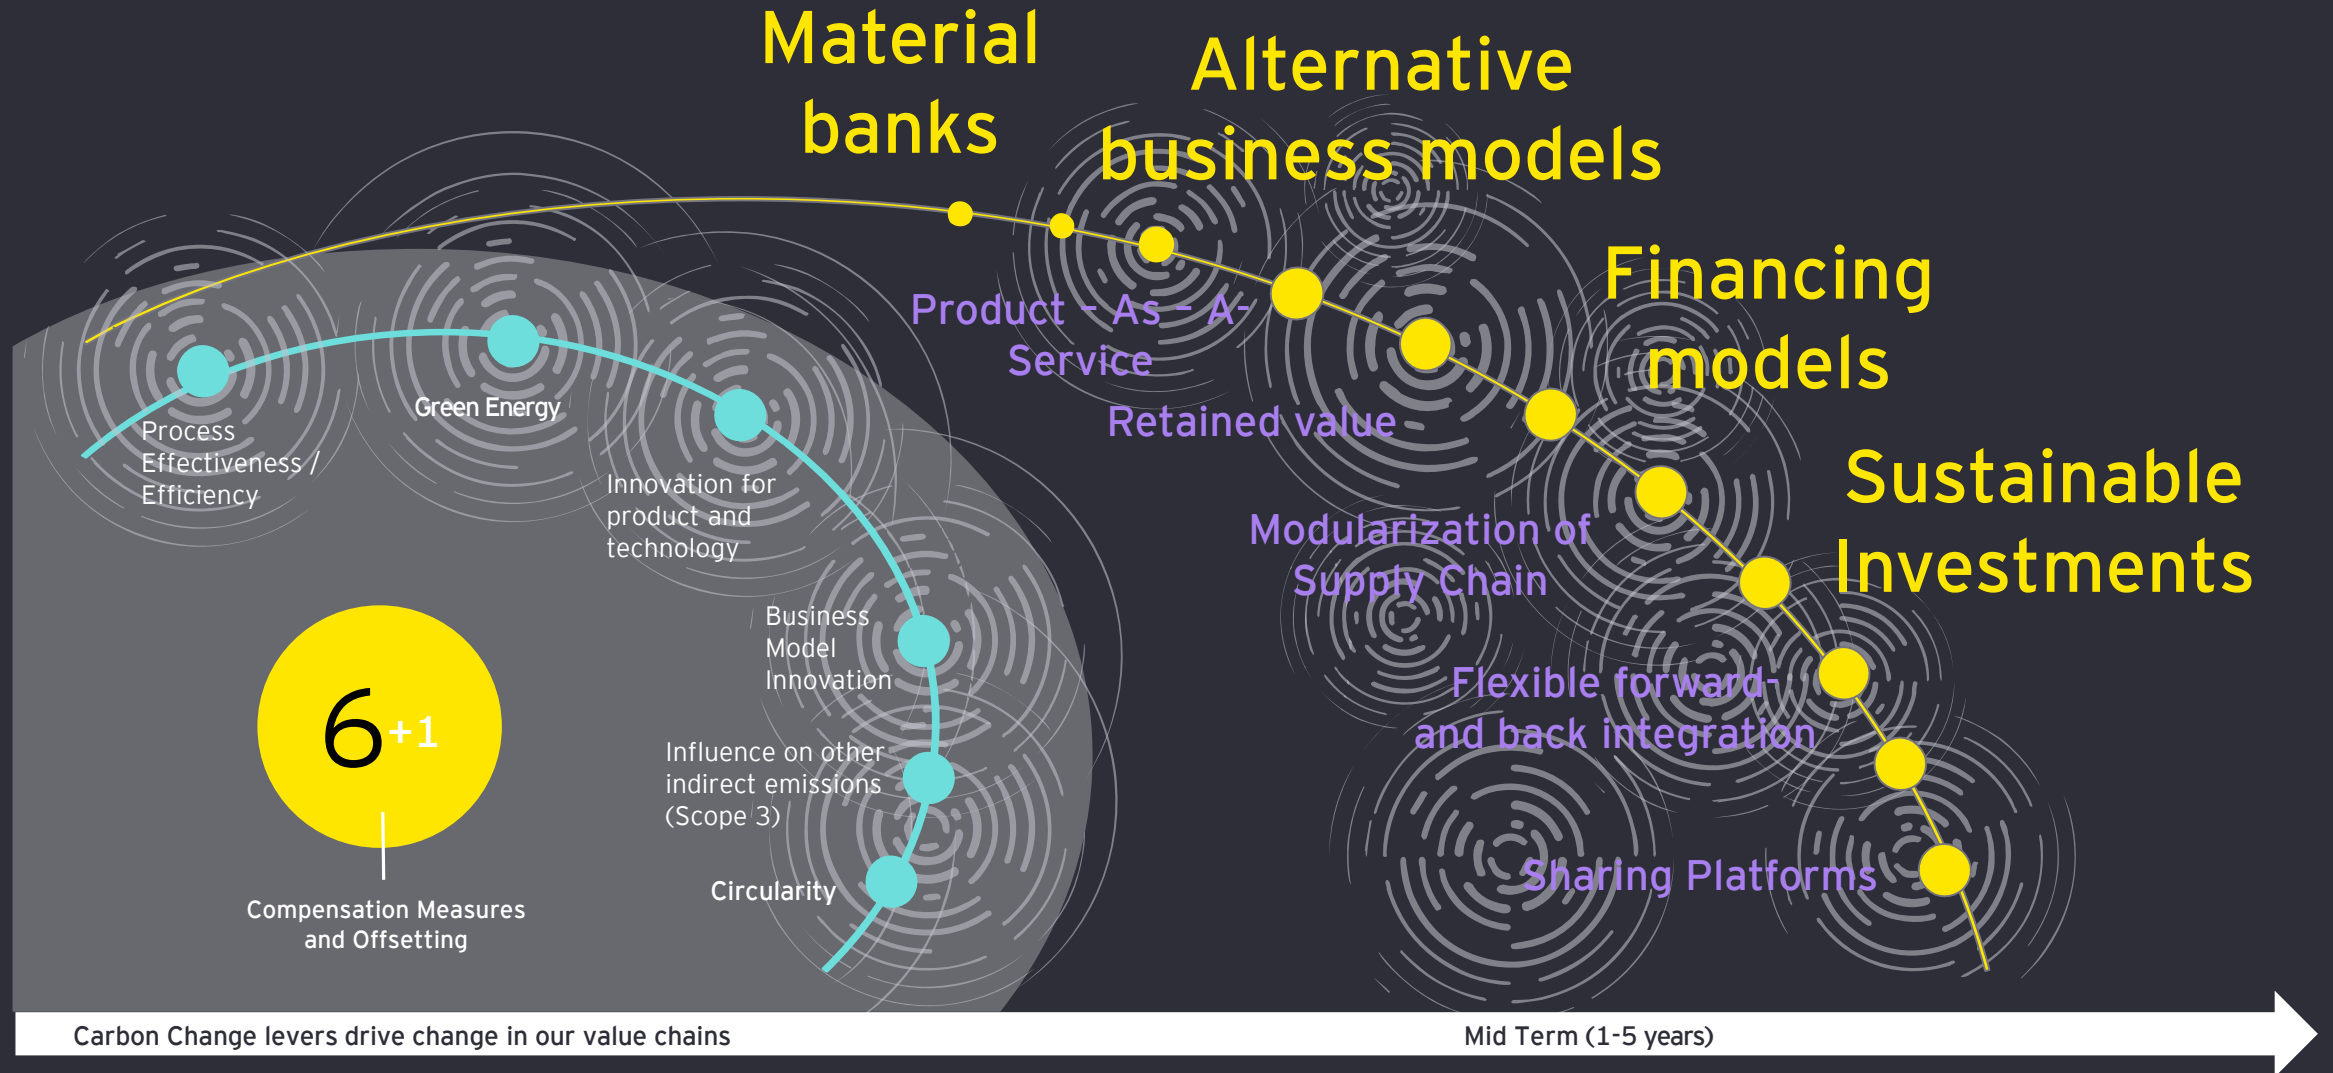 Material
banks
Alternative
business models
Financing
models
Sustainable
Investments
Product – As – A-
Service
Retained value
Modularization of
Supply Chain
Flexible forward-
and back integration
Sharing Platforms
Process
Effectiveness /
Efficiency
Green Energy
Innovation for
product and
technology
Business
Model
Innovation
Influence on other
indirect emissions
(Scope 3)
Circularity
6+1
Compensation Measures
and Offsetting
Carbon Change levers drive change in our value chains
Mid Term (1-5 years)